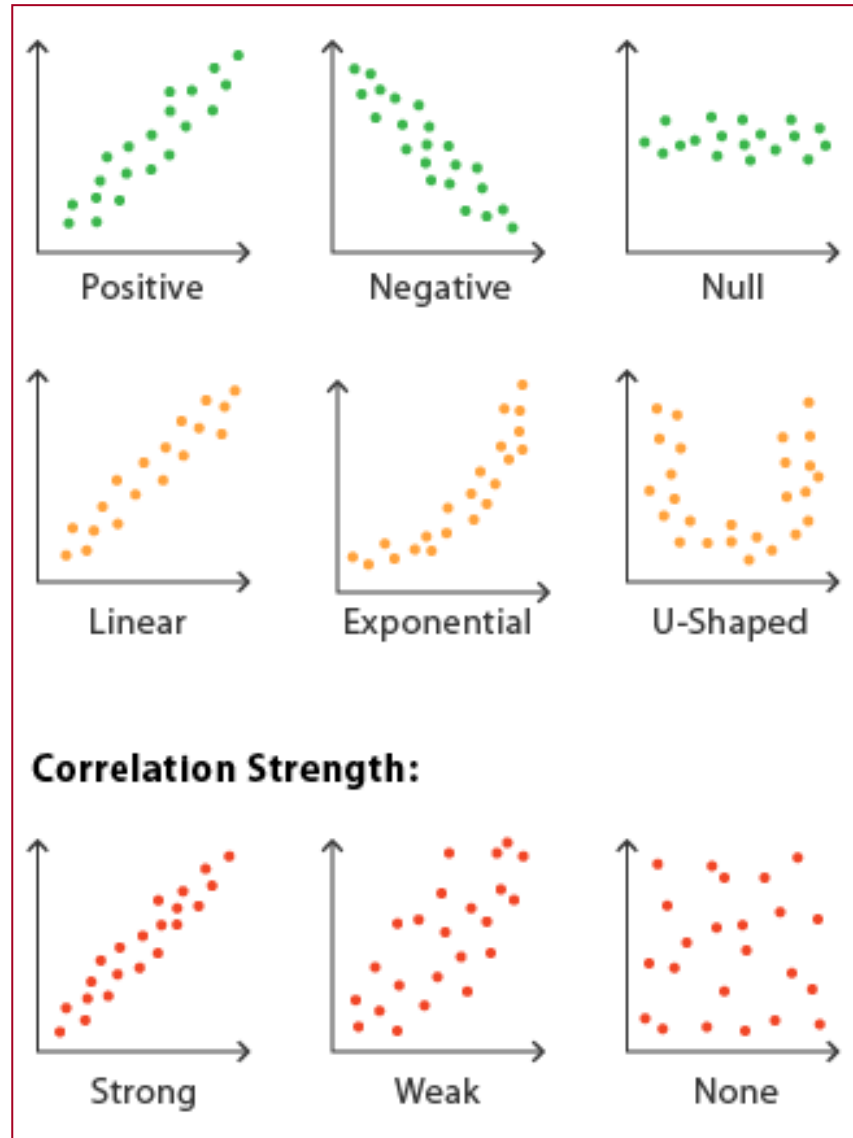 Positive Negative Null
Linear Exponential U-Shaped
Correlation Strength:
Strong Weak None